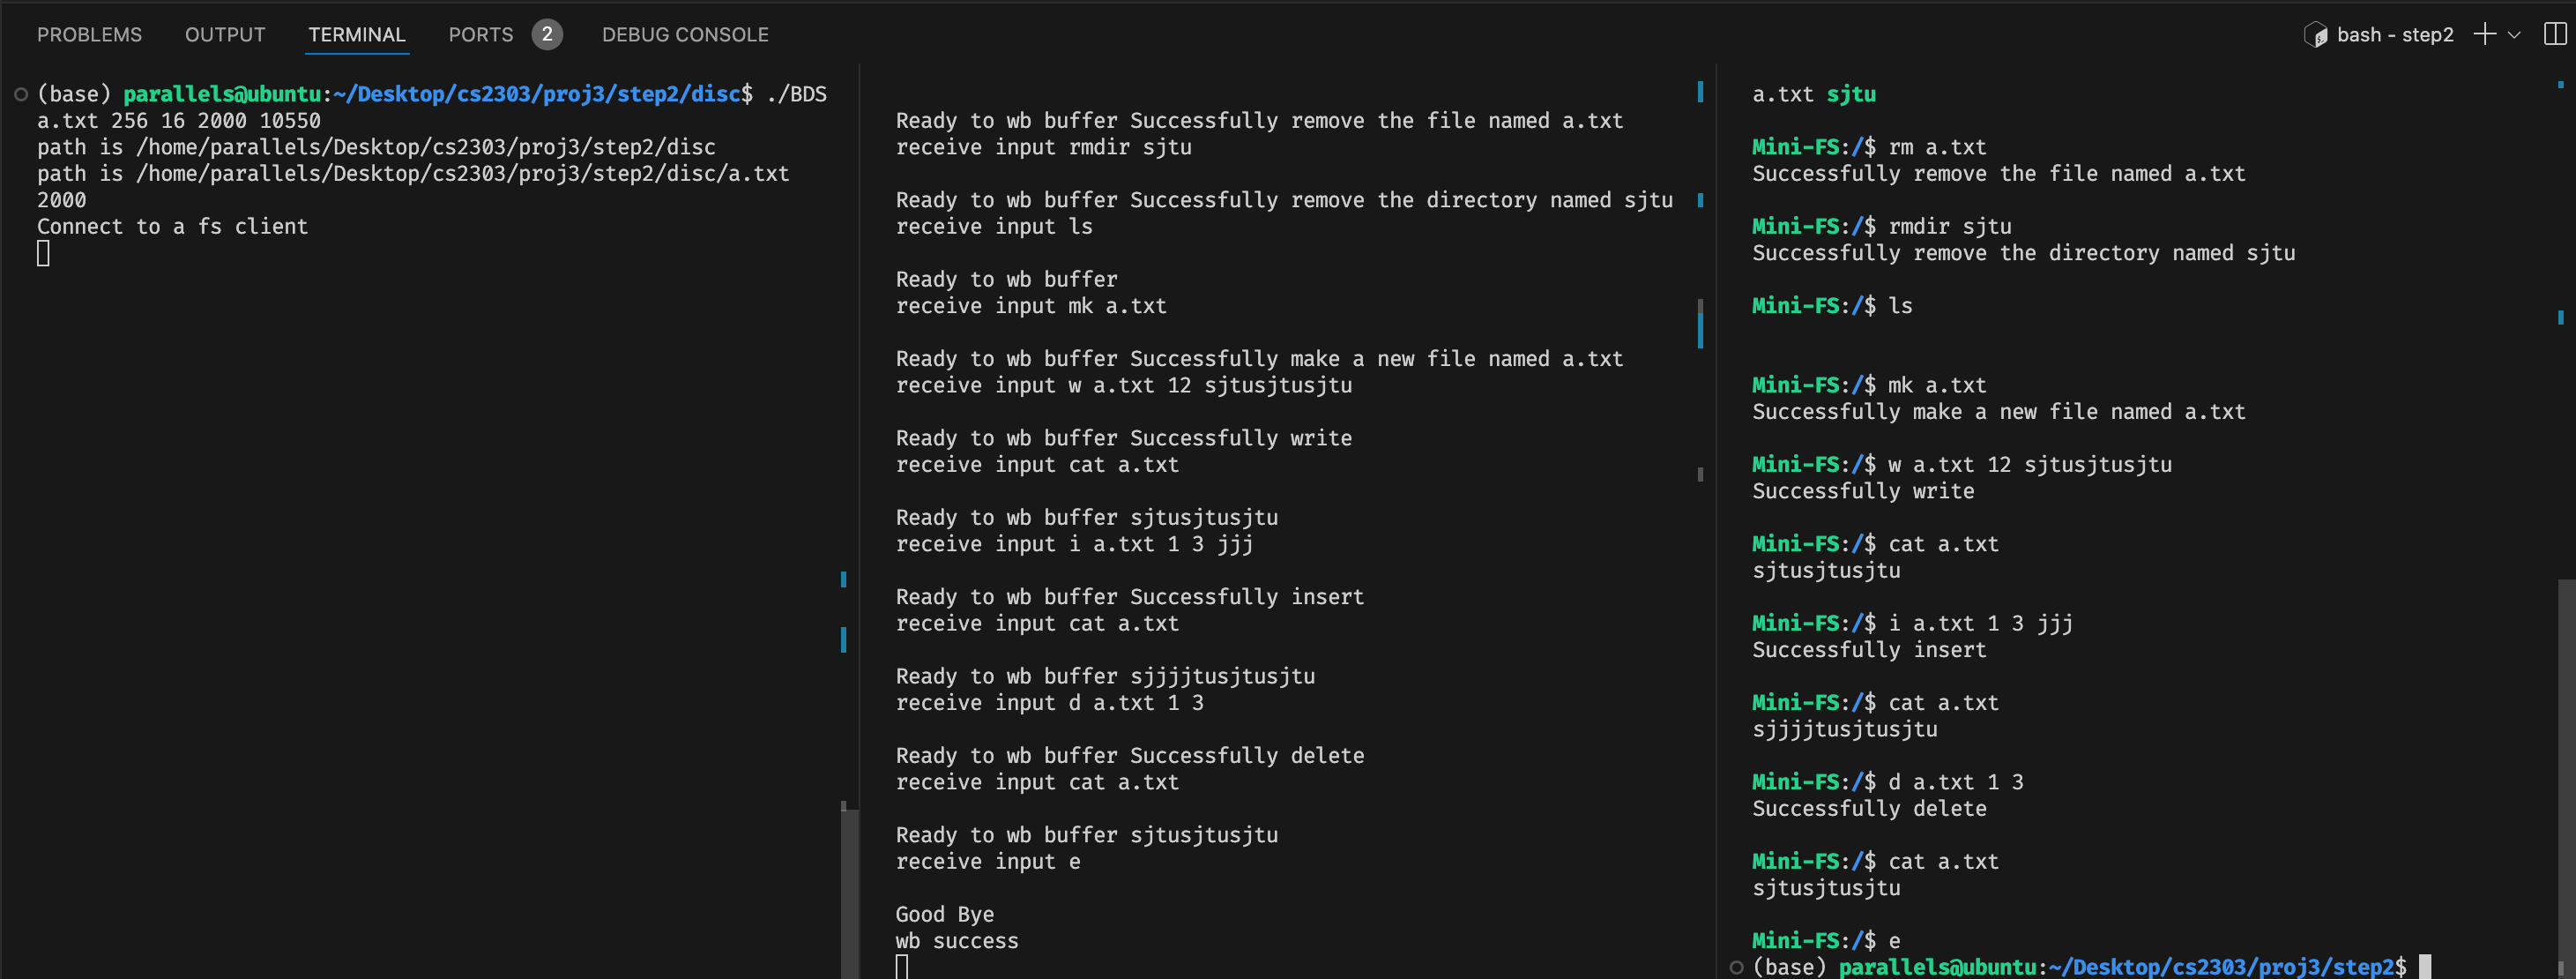 PROBLEMS OUTPUT TERMINAL PORTS 2 DEBUG CONSOLE
bash - step2
(base) parallels@ubuntu:~/Desktop/cs2303/proj3/step2/disc$ ./BDS
a.txt 256 16 2000 10550
path is /home/parallels/Desktop/cs2303/proj3/step2/disc
path is /home/parallels/Desktop/cs2303/proj3/step2/disc/a.txt
2000
Connect to a fs client
Ready to wb buffer Successfully remove the file named a.txt
receive input rmdir sjtu
Ready to wb buffer Successfully remove the directory named sjtu
receive input ls
Ready to wb buffer
receive input mk a.txt
Ready to wb buffer Successfully make a new file named a.txt
receive input w a.txt 12 sjtusjtusjtu
Ready to wb buffer Successfully write
receive input cat a.txt
Ready to wb buffer sjtusjtusjtu
receive input i a.txt 1 3 jjj
Ready to wb buffer Successfully insert
receive input cat a.txt
Ready to wb buffer sjjjjtusjtusjtu
receive input d a.txt 1 3
Ready to wb buffer Successfully delete
receive input cat a.txt
Ready to wb buffer sjtusjtusjtu
receive input e
Good Bye
wb success
a.txt sjtu
Mini-FS:/$ rm a.txt
Successfully remove the file named a.txt
Mini-FS:/$ rmdir sjtu
Successfully remove the directory named sjtu
Mini-FS:/$ ls
Mini-FS:/$ mk a.txt
Successfully make a new file named a.txt
Mini-FS:/$ w a.txt 12 sjtusjtusjtu
Successfully write
Mini-FS:/$ cat a.txt
sjtusjtusjtu
Mini-FS:/$ i a.txt 1 3 jjj
Successfully insert
Mini-FS:/$ cat a.txt
sjjjjtusjtusjtu
Mini-FS:/$ d a.txt 1 3
Successfully delete
Mini-FS:/$ cat a.txt
sjtusjtusjtu
Mini-FS:/$ e
(base) parallels@ubuntu:~/Desktop/cs2303/proj3/step2$